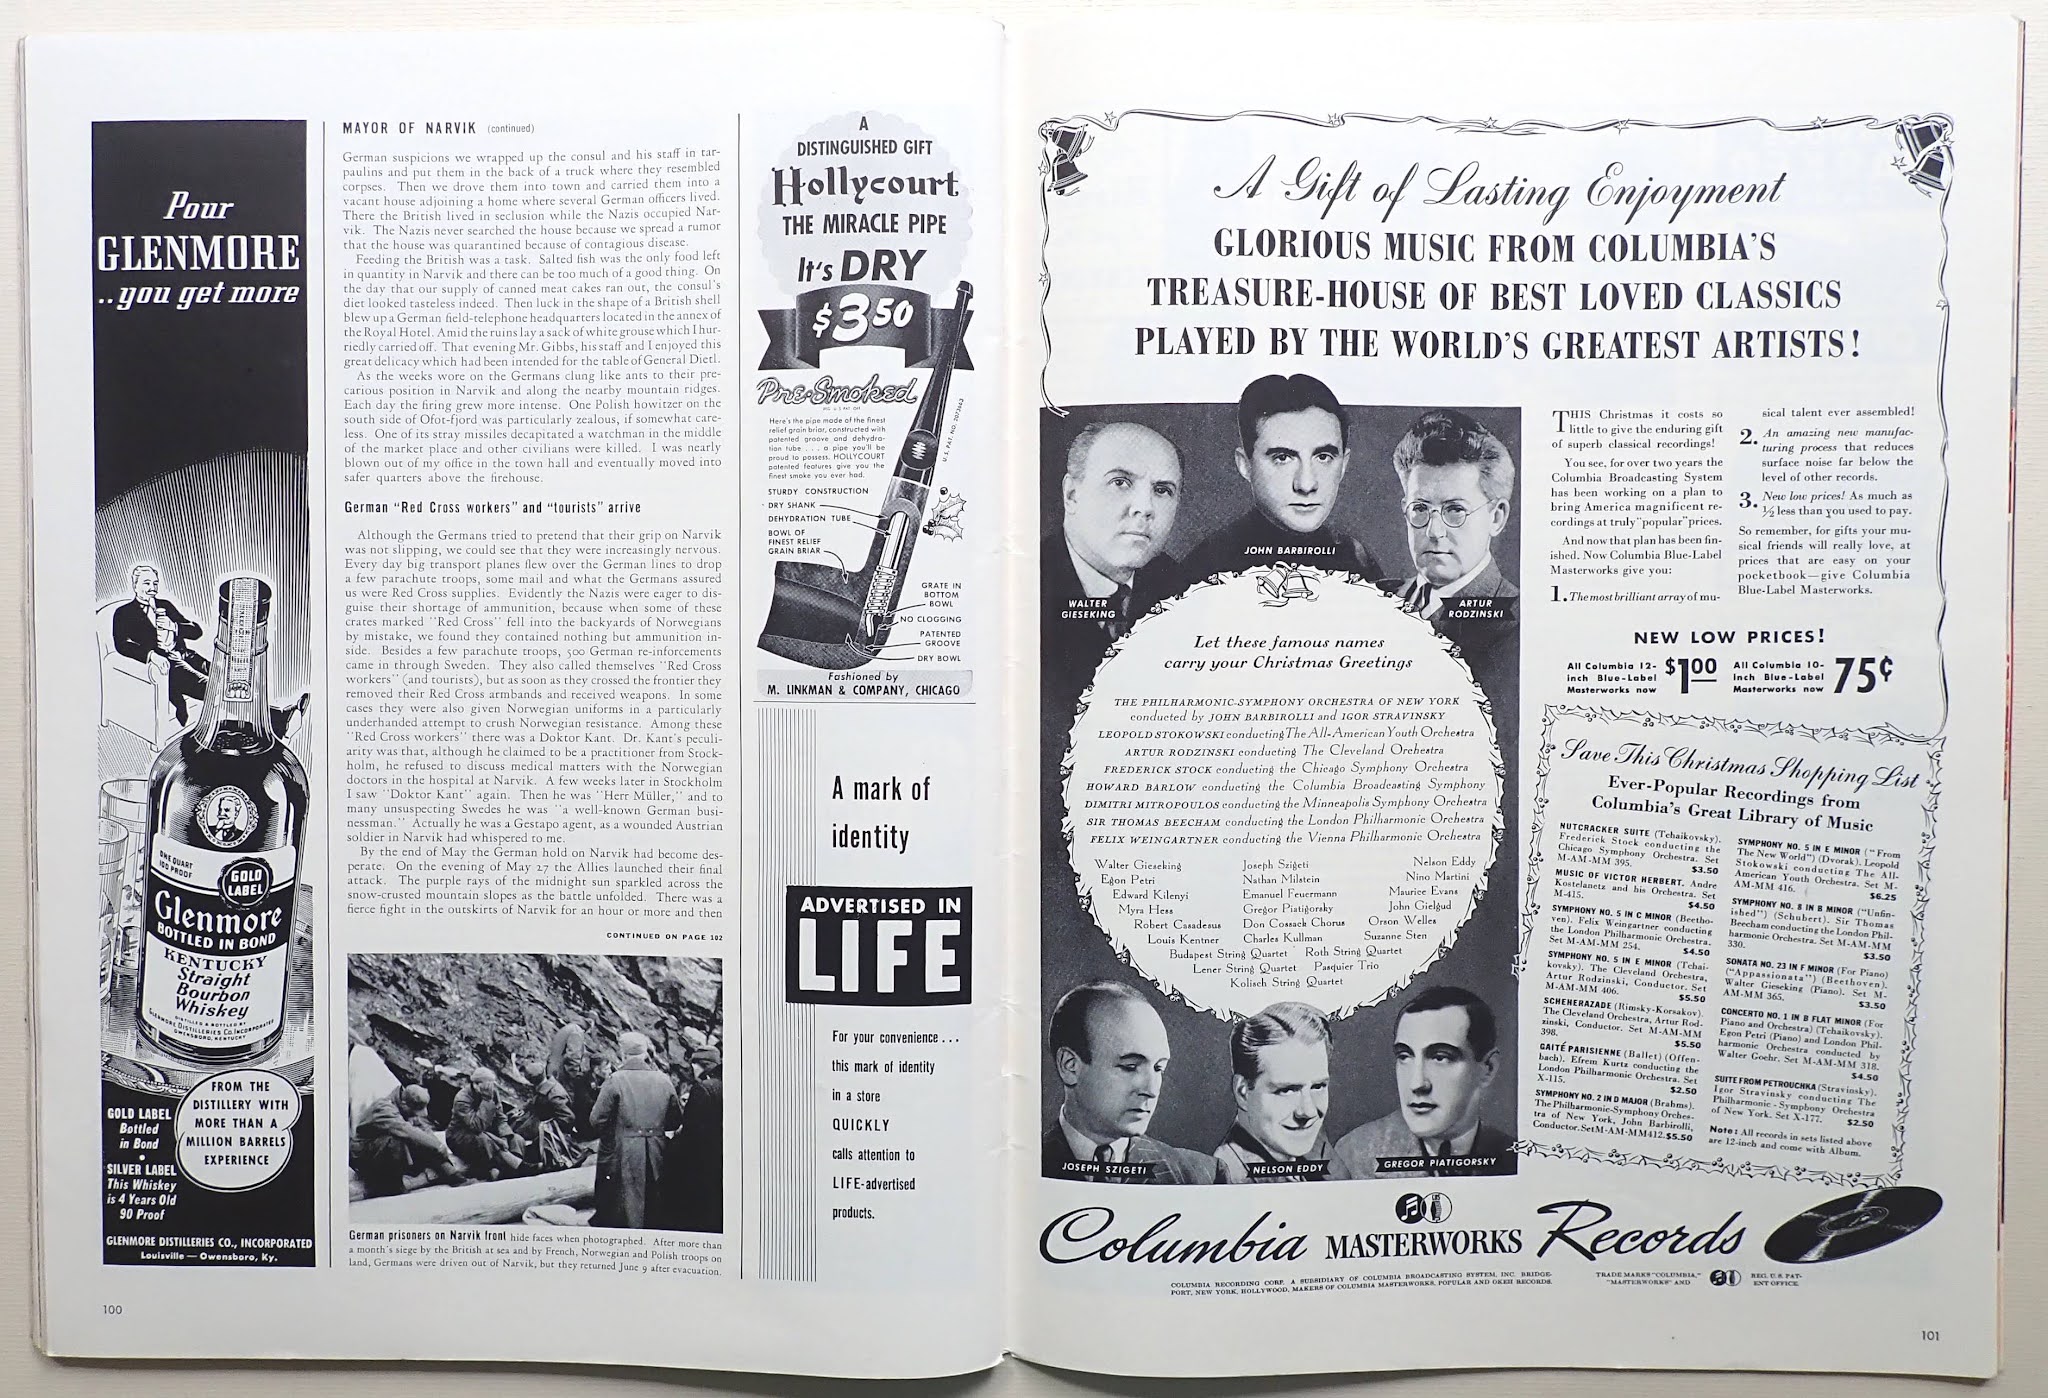 Pour
GLENMORE
..you get more
ONE QUART
100 PROOF
GOLD
LABEL
Glenmore
BOTTLED IN BOND
KENTUCKY
Straight
Bourbon
Whiskey
DISTILLED & BOTTLED BY
GLENMORE DISTILLERIES CO. INCORPORATED
OWENSBORO, KENTUCKY
FROM THE
DISTILLERY WITH
MORE THAN A
MILLION BARRELS
EXPERIENCE
GOLD LABEL
Bottled
in Bond
•
SILVER LABEL
This Whiskey
is 4 Years Old
90 Proof
GLENMORE DISTILLERIES CO., INCORPORATED
Louisville — Owensboro, Ky.
100
MAYOR OF NARVIK (continued)
German suspicions we wrapped up the consul and his staff in tar-
paulins and put them in the back of a truck where they resembled
corpses. Then we drove them into town and carried them into a
vacant house adjoining a home where several German officers lived.
There the British lived in seclusion while the Nazis occupied Nar-
vik. The Nazis never searched the house because we spread a rumor
that the house was quarantined because of contagious disease.
Feeding the British was a task. Salted fish was the only food left
in quantity in Narvik and there can be too much of a good thing. On
the day that our supply of canned meat cakes ran out, the consul's
diet looked tasteless indeed. Then luck in the shape of a British shell
blew up a German field-telephone headquarters located in the annex of
the Royal Hotel. Amid the ruins lay a sack of white grouse which I hur-
riedly carried off. That evening Mr. Gibbs, his staff and I enjoyed this
great delicacy which had been intended for the table of General Dietl.
As the weeks wore on the Germans clung like ants to their pre-
carious position in Narvik and along the nearby mountain ridges.
Each day the firing grew more intense. One Polish howitzer on the
south side of Ofot-fjord was particularly zealous, if somewhat care-
less. One of its stray missiles decapitated a watchman in the middle
of the market place and other civilians were killed. I was nearly
blown out of my office in the town hall and eventually moved into
safer quarters above the firehouse.
German "Red Cross workers" and "tourists" arrive
Although the Germans tried to pretend that their grip on Narvik
was not slipping, we could see that they were increasingly nervous.
Every day big transport planes flew over the German lines to drop
a few parachute troops, some mail and what the Germans assured
us were Red Cross supplies. Evidently the Nazis were eager to dis-
guise their shortage of ammunition, because when some of these
crates marked "Red Cross" fell into the backyards of Norwegians
by mistake, we found they contained nothing but ammunition in-
side. Besides a few parachute troops, 500 German re-inforcements
came in through Sweden. They also called themselves "Red Cross
workers" (and tourists), but as soon as they crossed the frontier they
removed their Red Cross armbands and received weapons. In some
cases they were also given Norwegian uniforms in a particularly
underhanded attempt to crush Norwegian resistance. Among these
"Red Cross workers" there was a Doktor Kant. Dr. Kant's peculi-
arity was that, although he claimed to be a practitioner from Stock-
holm, he refused to discuss medical matters with the Norwegian
doctors in the hospital at Narvik. A few weeks later in Stockholm
I saw "Doktor Kant" again. Then he was "Herr Müller," and to
many unsuspecting Swedes he was "a well-known German busi-
nessman." Actually he was a Gestapo agent, as a wounded Austrian
soldier in Narvik had whispered to me.
By the end of May the German hold on Narvik had become des-
perate. On the evening of May 27 the Allies launched their final
attack. The purple rays of the midnight sun sparkled across the
snow-crusted mountain slopes as the battle unfolded. There was a
fierce fight in the outskirts of Narvik for an hour or more and then
CONTINUED ON PAGE 102
German prisoners on Narvik front hide faces when photographed. After more than
a month's siege by the British at sea and by French, Norwegian and Polish troops on
land, Germans were driven out of Narvik, but they returned June 9 after evacuation.
A
DISTINGUISHED GIFT
Hollycourt
THE MIRACLE PIPE
It's DRY
$3.50
Pre-Smoked
REG. U.S. PAT. OFF.
Here's the pipe made of the finest
relief grain briar, constructed with
patented groove and dehydra-
tion tube . . . a pipe you'll be
proud to possess. HOLLYCOURT
patented features give you the
finest smoke you ever had.
U.S. PAT. NO. 2073462
STURDY CONSTRUCTION
DRY SHANK
DEHYDRATION TUBE
BOWL OF
FINEST RELIEF
GRAIN BRIAR
GRATE IN
BOTTOM
BOWL
NO CLOGGING
PATENTED
GROOVE
DRY BOWL
Fashioned by
M. LINKMAN & COMPANY, CHICAGO
A mark of
identity
ADVERTISED IN
LIFE
For your convenience . . .
this mark of identity
in a store
QUICKLY
calls attention to
LIFE-advertised
products.
A Gift of Lasting Enjoyment
GLORIOUS MUSIC FROM COLUMBIA'S
TREASURE-HOUSE OF BEST LOVED CLASSICS
PLAYED BY THE WORLD'S GREATEST ARTISTS!
WALTER
GIESEKING
JOHN BARBIROLLI
ARTUR
RODZINSKI
Let these famous names
carry your Christmas Greetings
THE PHILHARMONIC-SYMPHONY ORCHESTRA OF NEW YORK
conducted by JOHN BARBIROLLI and IGOR STRAVINSKY
LEOPOLD STOKOWSKI conducting The All-American Youth Orchestra
ARTUR RODZINSKI conducting The Cleveland Orchestra
FREDERICK STOCK conducting the Chicago Symphony Orchestra
HOWARD BARLOW conducting the Columbia Broadcasting Symphony
DIMITRI MITROPOULOS conducting the Minneapolis Symphony Orchestra
SIR THOMAS BEECHAM conducting the London Philharmonic Orchestra
FELIX WEINGARTNER conducting the Vienna Philharmonic Orchestra
Walter Gieseking Joseph Szigeti Nelson Eddy
Egon Petri Nathan Milstein Nino Martini
Edward Kilenyi Emanuel Feuermann Maurice Evans
Myra Hess Gregor Piatigorsky John Gielgud
Robert Casadesus Don Cossack Chorus Orson Welles
Louis Kentner Charles Kullman Suzanne Sten
Budapest String Quartet Roth String Quartet
Lener String Quartet Pasquier Trio
Kolisch String Quartet
JOSEPH SZIGETI
NELSON EDDY
GREGOR PIATIGORSKY
THIS Christmas it costs so
little to give the enduring gift
of superb classical recordings!
You see, for over two years the
Columbia Broadcasting System
has been working on a plan to
bring America magnificent re-
cordings at truly "popular" prices.
And now that plan has been fin-
ished. Now Columbia Blue-Label
Masterworks give you:
1. The most brilliant array of mu-
sical talent ever assembled!
2. An amazing new manufac-
turing process that reduces
surface noise far below the
level of other records.
3. New low prices! As much as
½ less than you used to pay.
So remember, for gifts your mu-
sical friends will really love, at
prices that are easy on your
pocketbook—give Columbia
Blue-Label Masterworks.
NEW LOW PRICES!
All Columbia 12-
inch Blue-Label
Masterworks now
$1.00
All Columbia 10-
inch Blue-Label
Masterworks now
75¢
Save This Christmas Shopping List
Ever-Popular Recordings from
Columbia's Great Library of Music
NUTCRACKER SUITE (Tchaikovsky).
Frederick Stock conducting the
Chicago Symphony Orchestra. Set
M-AM-MM 395. $3.50
MUSIC OF VICTOR HERBERT. Andre
Kostelanetz and his Orchestra. Set
M-415. $4.50
SYMPHONY NO. 5 IN C MINOR (Beetho-
ven). Felix Weingartner conducting
the London Philharmonic Orchestra.
Set M-AM-MM 254. $4.50
SYMPHONY NO. 5 IN E MINOR (Tchai-
kovsky). The Cleveland Orchestra,
Artur Rodzinski, Conductor. Set
M-AM-MM 406. $5.50
SCHEHERAZADE (Rimsky-Korsakov).
The Cleveland Orchestra, Artur Rod-
zinski, Conductor. Set M-AM-MM
398. $5.50
GAITÉ PARISIENNE (Ballet) (Offen-
bach). Efrem Kurtz conducting the
London Philharmonic Orchestra. Set
X-115. $2.50
SYMPHONY NO. 2 IN D MAJOR (Brahms).
The Philharmonic-Symphony Orches-
tra of New York, John Barbirolli,
Conductor. Set M-AM-MM 412. $5.50
SYMPHONY NO. 5 IN E MINOR ("From
The New World") (Dvorak). Leopold
Stokowski conducting The All-
American Youth Orchestra. Set M-
AM-MM 416. $6.25
SYMPHONY NO. 8 IN B MINOR ("Unfin-
ished") (Schubert). Sir Thomas
Beecham conducting the London Phil-
harmonic Orchestra. Set M-AM-MM
330. $3.50
SONATA NO. 23 IN F MINOR (For Piano)
("Appassionata") (Beethoven).
Walter Gieseking (Piano). Set M-
AM-MM 365. $3.50
CONCERTO NO. 1 IN B FLAT MINOR (For
Piano and Orchestra) (Tchaikovsky).
Egon Petri (Piano) and London Phil-
harmonic Orchestra conducted by
Walter Goehr. Set M-AM-MM 318.
$4.50
SUITE FROM PETROUCHKA (Stravinsky).
Igor Stravinsky conducting The
Philharmonic-Symphony Orchestra
of New York. Set X-177. $2.50
Note: All records in sets listed above
are 12-inch and come with Album.
CBS
Columbia MASTERWORKS Records
COLUMBIA RECORDING CORP. A SUBSIDIARY OF COLUMBIA BROADCASTING SYSTEM, INC. BRIDGE-
PORT, NEW YORK, HOLLYWOOD, MAKERS OF COLUMBIA MASTERWORKS, POPULAR AND OKEH RECORDS.
TRADE MARKS "COLUMBIA,"
"MASTERWORKS" AND
REG. U.S. PAT-
ENT OFFICE.
101